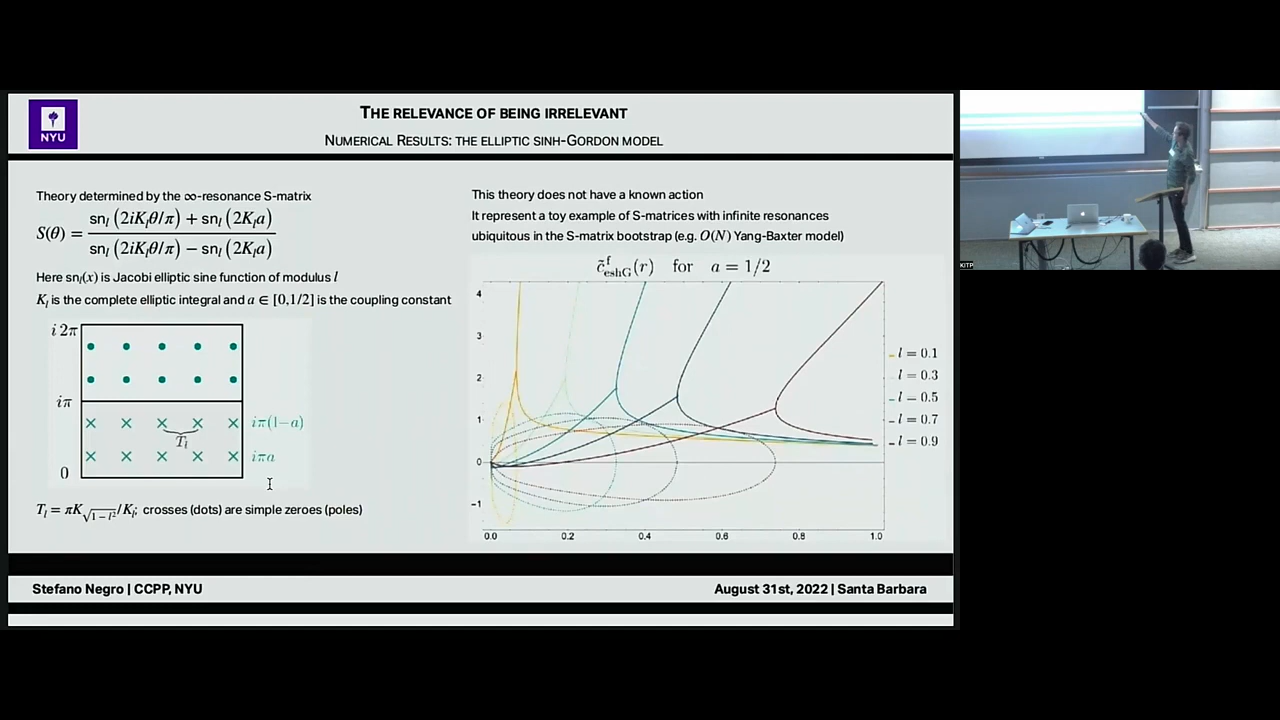 NYU
THE RELEVANCE OF BEING IRRELEVANT
NUMERICAL RESULTS: THE ELLIPTIC SINH-GORDON MODEL
Theory determined by the ∞-resonance S-matrix
S(θ) = (sn_l (2iK_lθ/π) + sn_l (2K_la)) / (sn_l (2iK_lθ/π) − sn_l (2K_la))
Here sn_l(x) is Jacobi elliptic sine function of modulus l
K_l is the complete elliptic integral and a ∈ [0,1/2] is the coupling constant
i 2π
iπ
iπ(1−a)
T_l
iπa
0
T_l = πK_√(1−l²)/K_l; crosses (dots) are simple zeroes (poles)
This theory does not have a known action
It represent a toy example of S-matrices with infinite resonances
ubiquitous in the S-matrix bootstrap (e.g. O(N) Yang-Baxter model)
c̃^f_eshG(r) for a = 1/2
4
3
2
1
0
−1
0.0 0.2 0.4 0.6 0.8 1.0
l = 0.1
l = 0.3
l = 0.5
l = 0.7
l = 0.9
Stefano Negro | CCPP, NYU
August 31st, 2022 | Santa Barbara
KITP